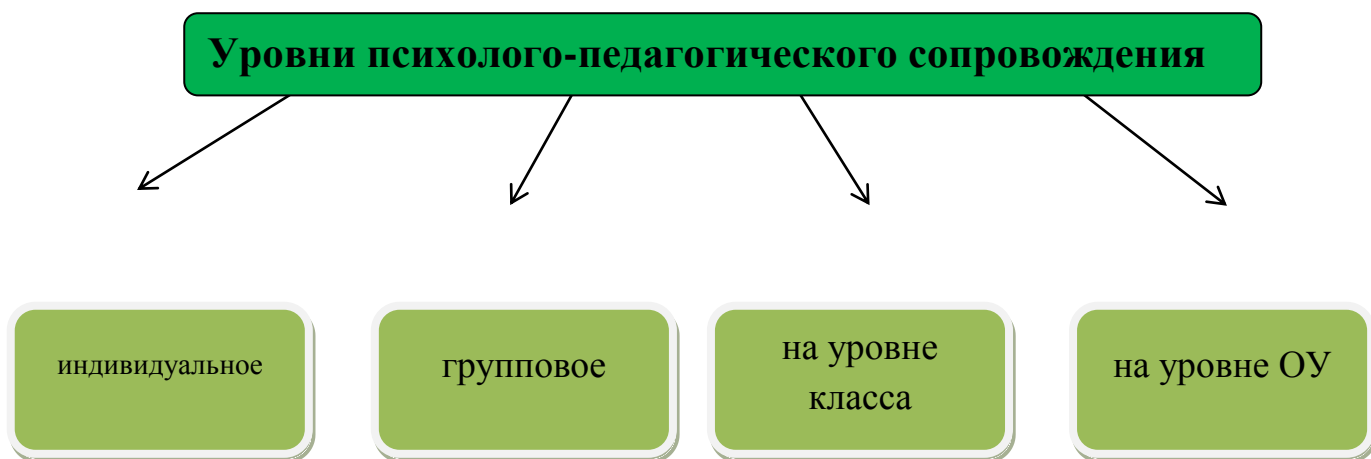 Уровни психолого-педагогического сопровождения
индивидуальное
групповое
на уровне
класса
на уровне ОУ